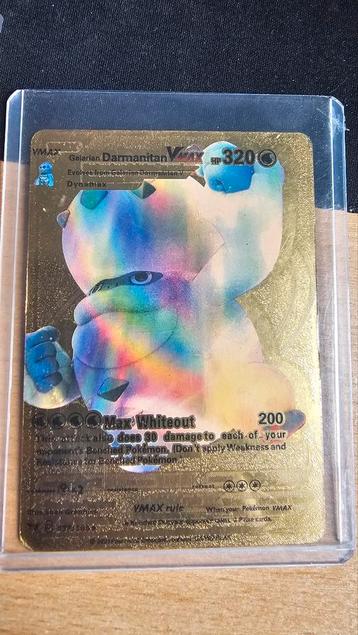 VMAX Galarian Darmanitan VMAX HP 320
Evolves from Galarian Darmanitan V
Dynamax
Max Whiteout 200
also does 30 damage to each of your
opponent's Benched Pokémon. (Don't apply Weakness and
Resistance for Benched Pokémon
VMAX rule When your Pokémon VMAX
Prize cards.